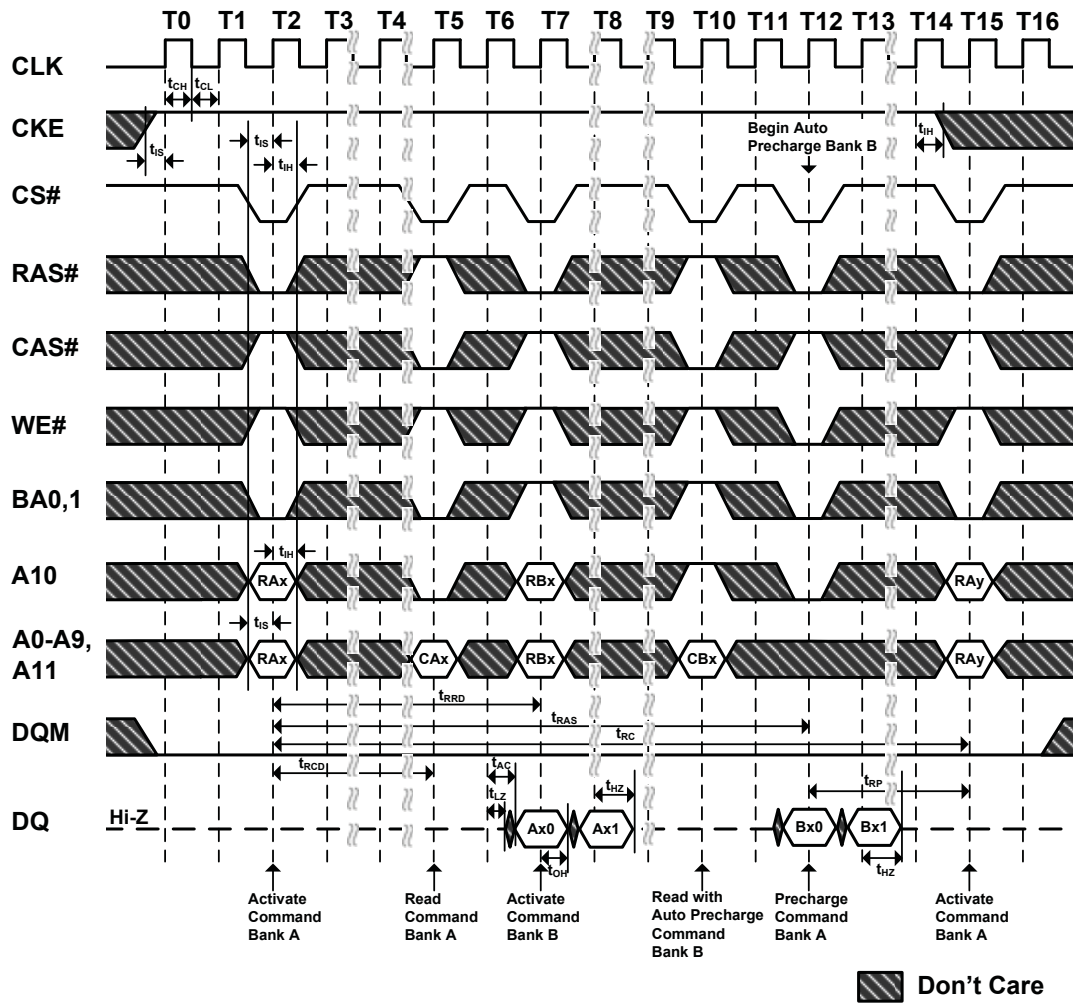 T0 T1 T2 T3 T4 T5 T6 T7 T8 T9 T10 T11 T12 T13 T14 T15 T16
CLK
tCH tCL
CKE
tIS
tIS
tIH
Begin Auto
Precharge Bank B
tIH
CS#
RAS#
CAS#
WE#
BA0,1
tIH
A10
RAx RBx RAy
tIS
A0-A9,
A11
RAx CAx RBx CBx RAy
tRRD
tRAS
DQM
tRC
tRCD
tAC
tLZ
tHZ
tRP
DQ
Hi-Z
Ax0 Ax1 Bx0 Bx1
tOH
tHZ
Activate
Command
Bank A
Read
Command
Bank A
Activate
Command
Bank B
Read with
Auto Precharge
Command
Bank B
Precharge
Command
Bank A
Activate
Command
Bank A
Don't Care